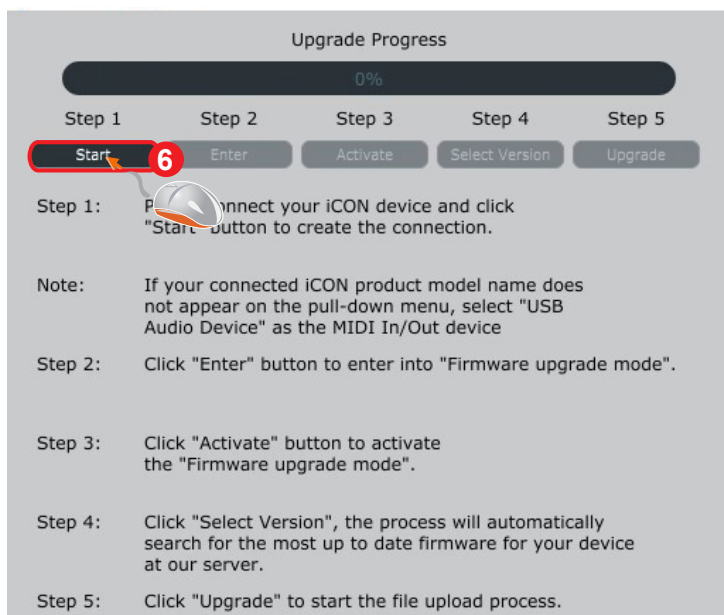 Upgrade Progress
0%
Step 1 Step 2 Step 3 Step 4 Step 5
Start 6 Enter Activate Select Version Upgrade
Step 1: connect your iCON device and click
"Start" button to create the connection.
Note: If your connected iCON product model name does
not appear on the pull-down menu, select "USB
Audio Device" as the MIDI In/Out device
Step 2: Click "Enter" button to enter into "Firmware upgrade mode".
Step 3: Click "Activate" button to activate
the "Firmware upgrade mode".
Step 4: Click "Select Version", the process will automatically
search for the most up to date firmware for your device
at our server.
Step 5: Click "Upgrade" to start the file upload process.